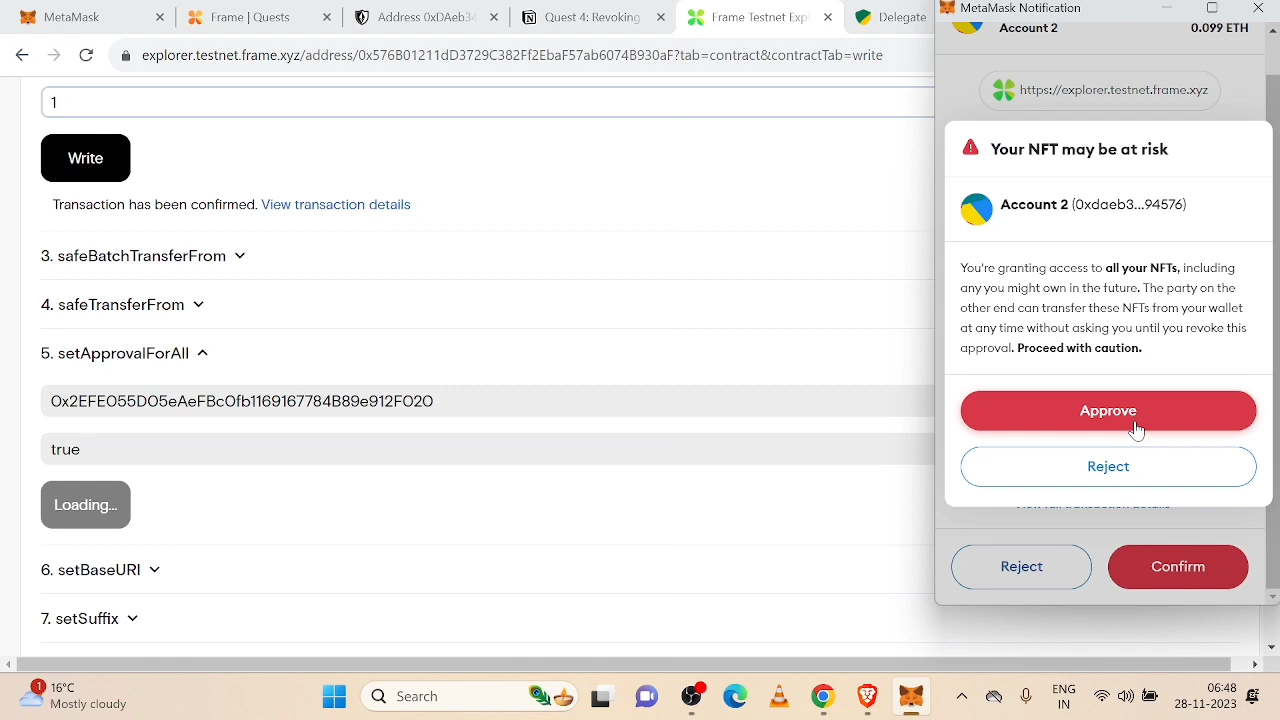 MetaMask
Frame Quests
Address 0xDAeb34
Quest 4: Revoking
Frame Testnet Exp
Delegate
MetaMask Notification
explorer.testnet.frame.xyz/address/0x576B01211dD3729C382Ff2Ebaf57ab6074B930aF?tab=contract&contractTab=write
Account 2
0.099 ETH
https://explorer.testnet.frame.xyz
1
Write
Transaction has been confirmed. View transaction details
3. safeBatchTransferFrom
4. safeTransferFrom
5. setApprovalForAll
0x2EFE055D05eAeFBc0fb1169167784B89e912F020
true
Loading...
6. setBaseURI
7. setSuffix
Your NFT may be at risk
Account 2 (0xdaeb3...94576)
You're granting access to all your NFTs, including
any you might own in the future. The party on the
other end can transfer these NFTs from your wallet
at any time without asking you until you revoke this
approval. Proceed with caution.
Approve
Reject
View full transaction details
Reject
Confirm
1
16°C
Mostly cloudy
Search
ENG
IN
06:48
28-11-2023